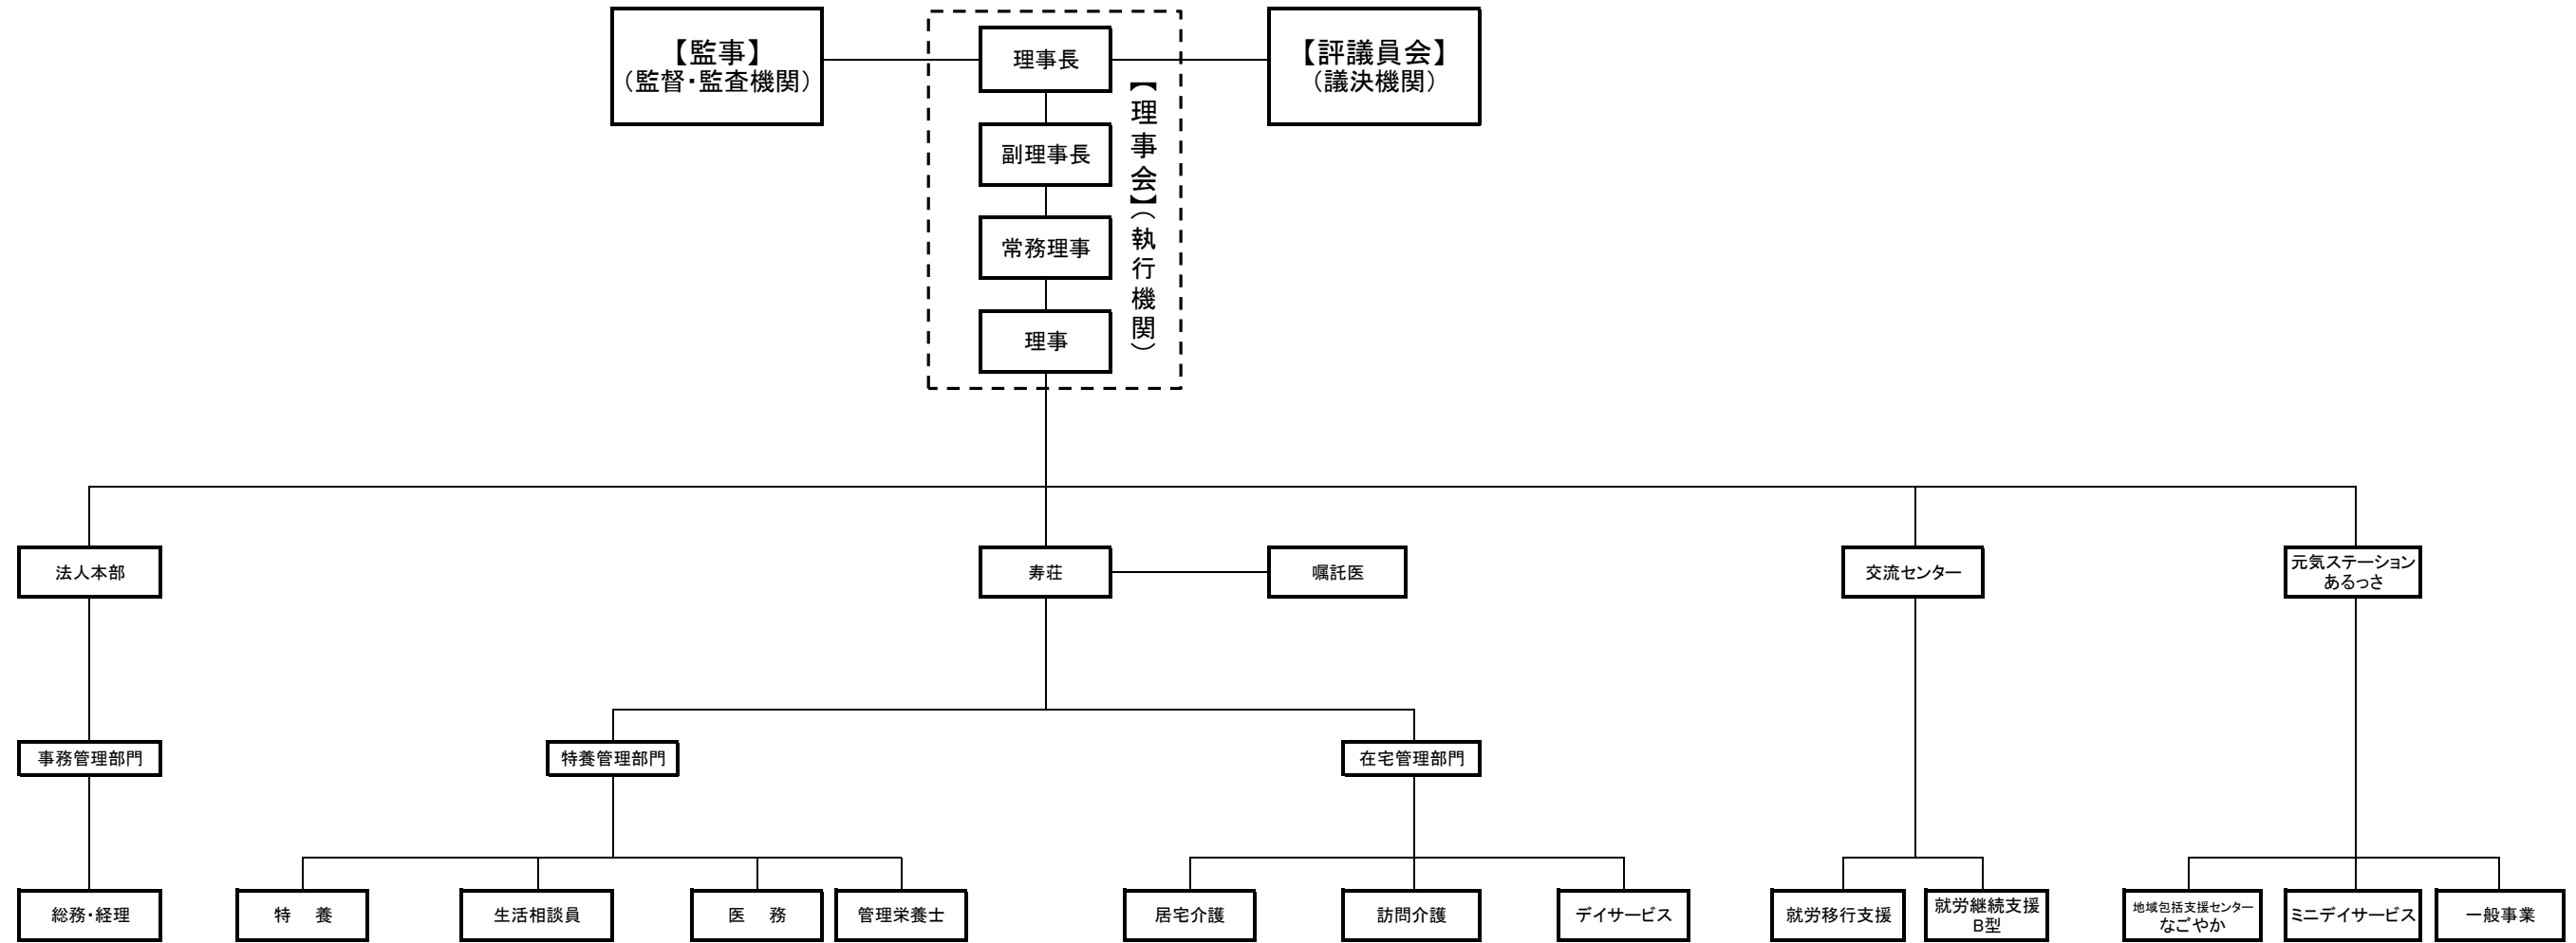 【監事】
（監督・監査機関）
理事長
【評議員会】
（議決機関）
副理事長
常務理事
理事
【理事会】（執行機関）
法人本部
寿荘
嘱託医
交流センター
元気ステーション
あるっさ
事務管理部門
特養管理部門
在宅管理部門
総務・経理
特　養
生活相談員
医　務
管理栄養士
居宅介護
訪問介護
デイサービス
就労移行支援
就労継続支援
B型
地域包括支援センター
なごやか
ミニデイサービス
一般事業